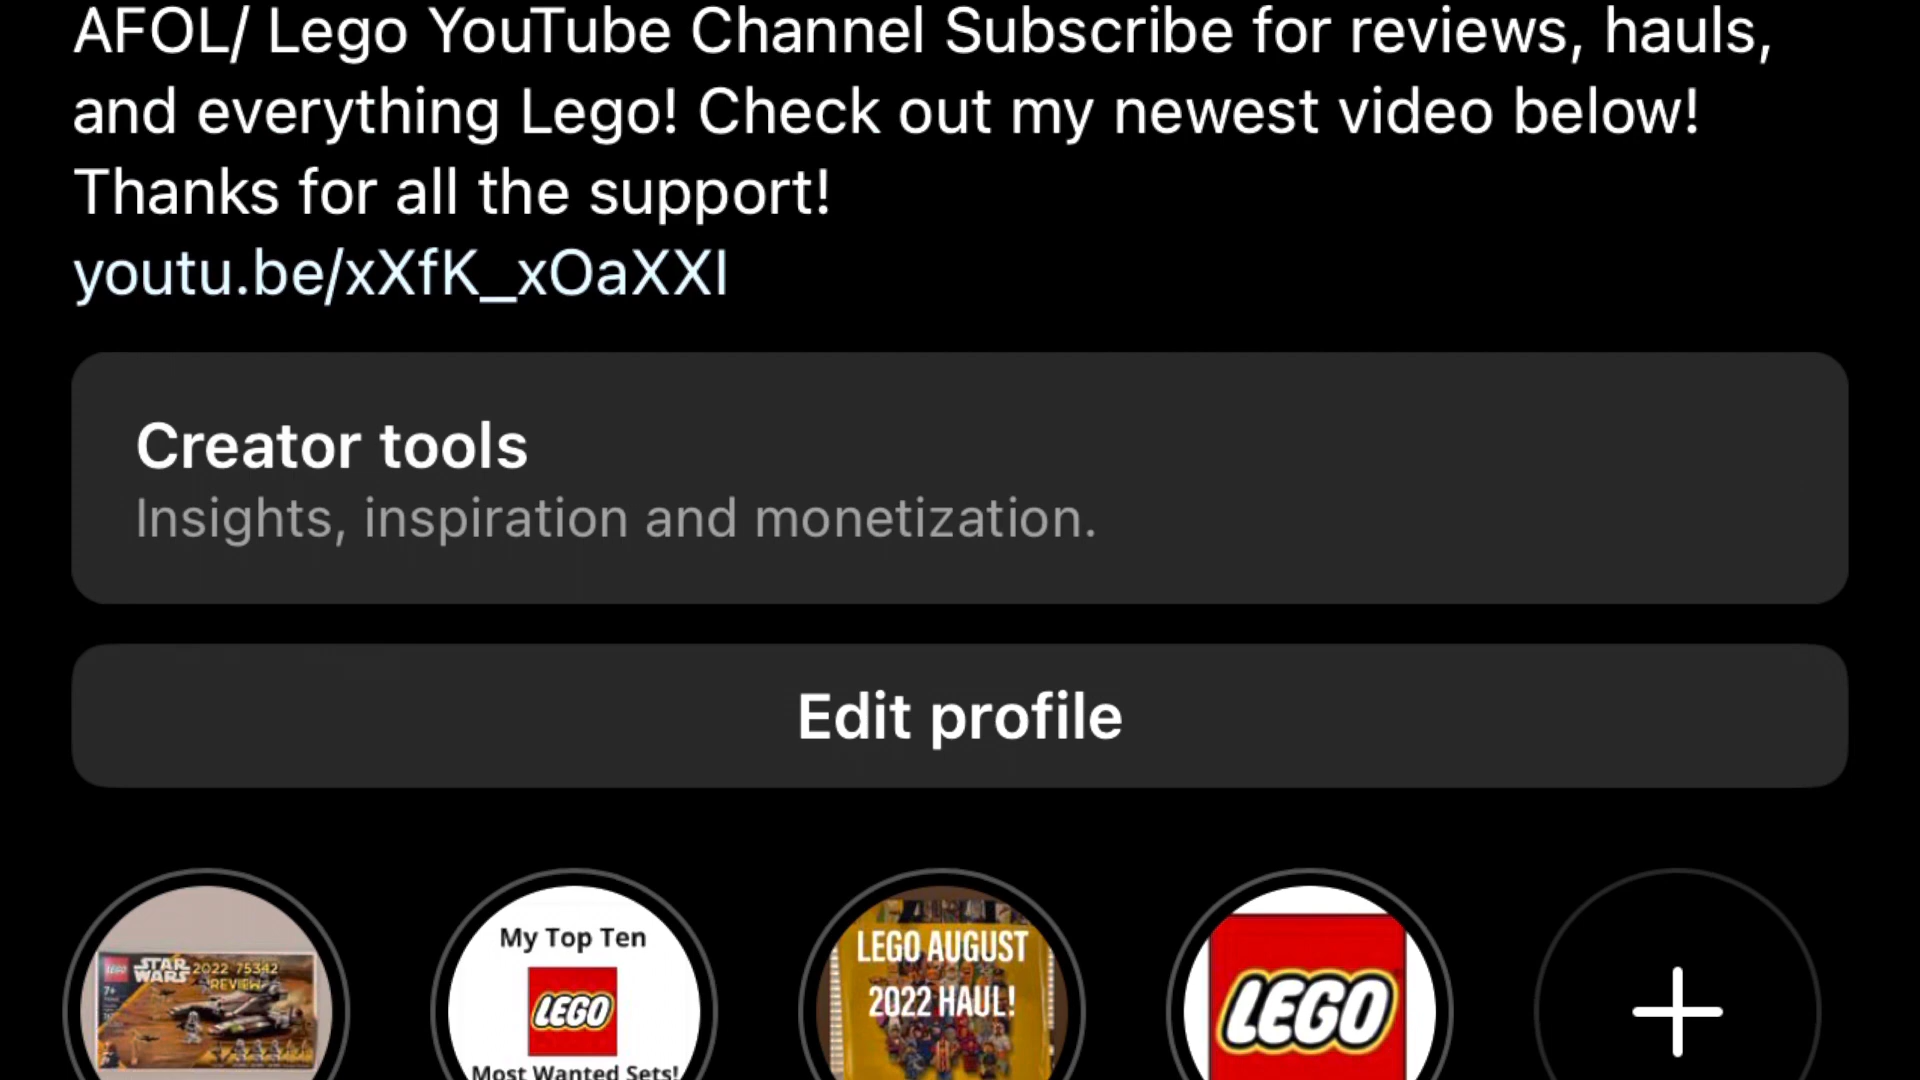 AFOL/ Lego YouTube Channel Subscribe for reviews, hauls,
and everything Lego! Check out my newest video below!
Thanks for all the support!
youtu.be/xXfK_xOaXXI
Creator tools
Insights, inspiration and monetization.
Edit profile
LEGO STAR WARS 2022 75342
REVIEW
7+
My Top Ten
LEGO
Most Wanted Sets!
LEGO AUGUST
2022 HAUL!
LEGO